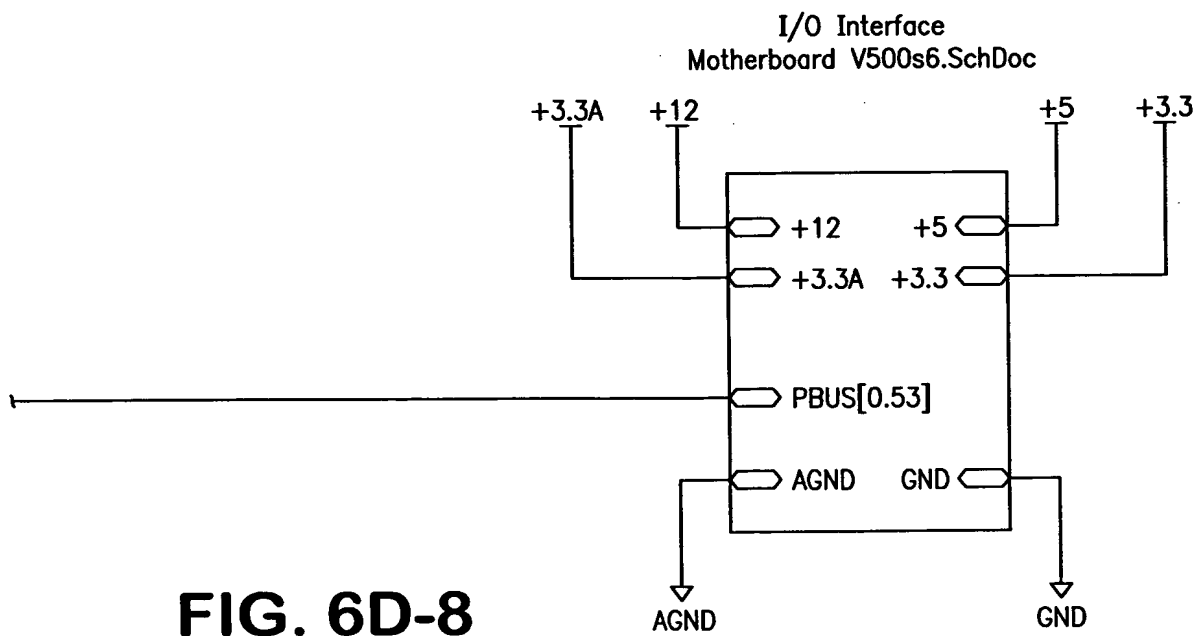 I/O Interface
Motherboard V500s6.SchDoc
+3.3A +12 +5 +3.3
+12 +5
+3.3A +3.3
PBUS[0.53]
AGND GND
AGND GND
FIG. 6D-8